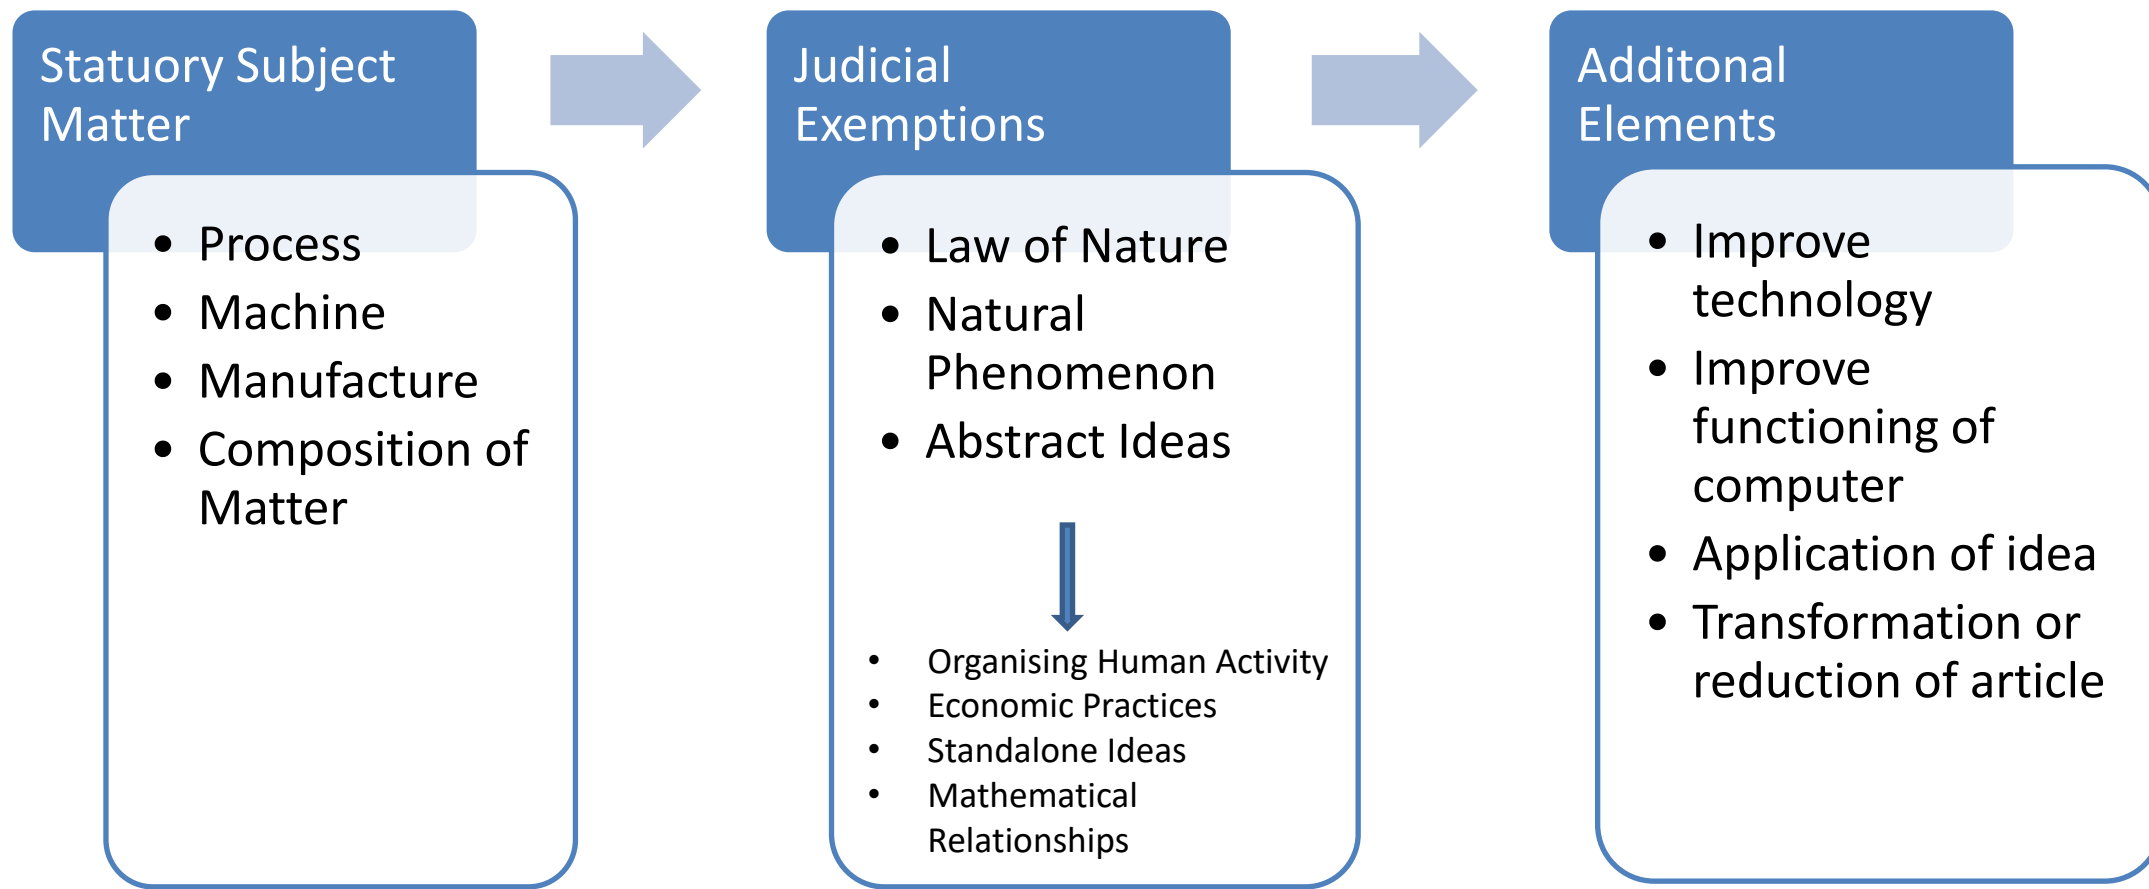 Statuory Subject
Matter
• Process
• Machine
• Manufacture
• Composition of
Matter
Judicial
Exemptions
• Law of Nature
• Natural
Phenomenon
• Abstract Ideas
• Organising Human Activity
• Economic Practices
• Standalone Ideas
• Mathematical
Relationships
Additonal
Elements
• Improve
technology
• Improve
functioning of
computer
• Application of idea
• Transformation or
reduction of article